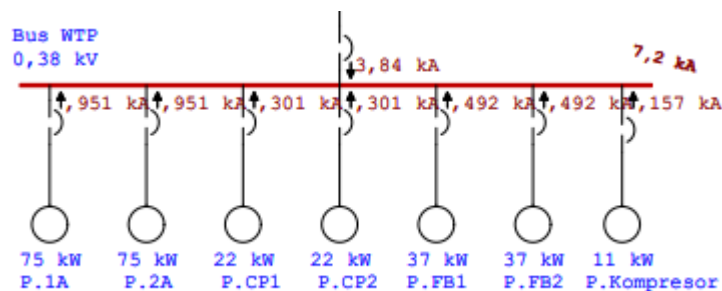 Bus WTP
0,38 kV
3,84 kA
7,2 kA
,951 kA ,951 kA ,301 kA ,301 kA ,492 kA ,492 kA ,157 kA
75 kW 75 kW 22 kW 22 kW 37 kW 37 kW 11 kW
P.1A P.2A P.CP1 P.CP2 P.FB1 P.FB2 P.Kompresor